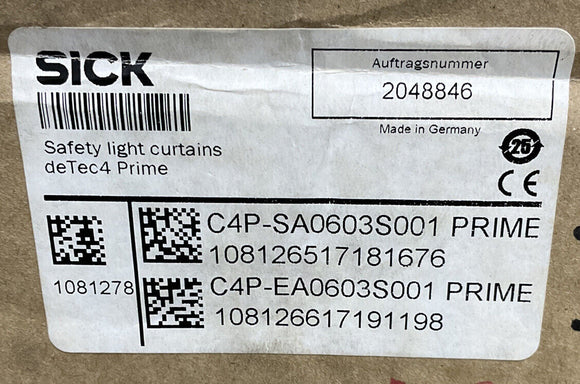 SICK
Auftragsnummer
2048846
Made in Germany
Safety light curtains
deTec4 Prime
25
CE
C4P-SA0603S001 PRIME
108126517181676
1081278
C4P-EA0603S001 PRIME
108126617191198